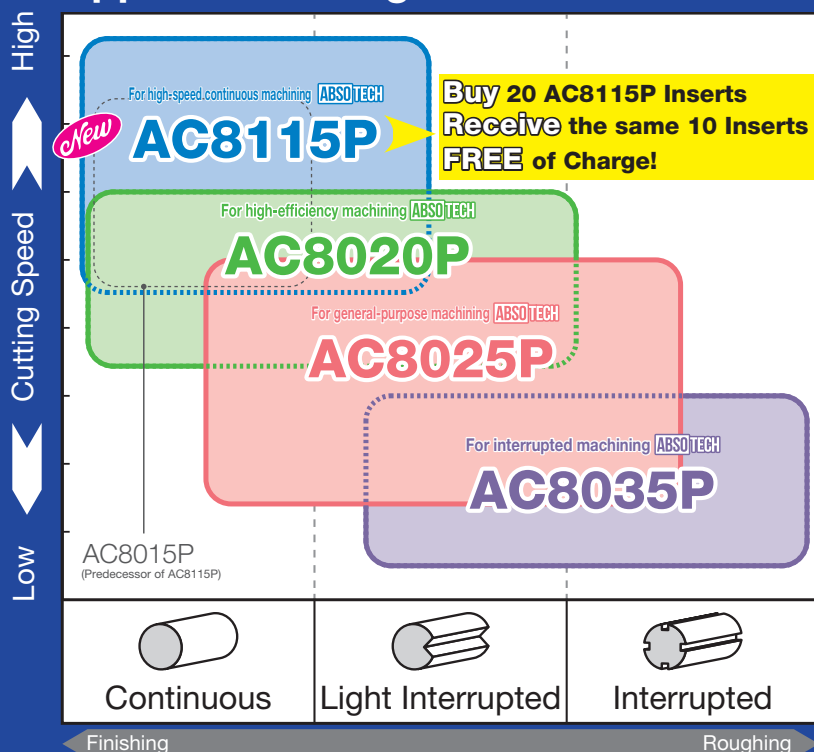 High
For high-speed continuous machining ABSOTECH
New
AC8115P
Buy 20 AC8115P Inserts
Receive the same 10 Inserts
FREE of Charge!
For high-efficiency machining ABSOTECH
AC8020P
Cutting Speed
For general-purpose machining ABSOTECH
AC8025P
For interrupted machining ABSOTECH
AC8035P
AC8015P
(Predecessor of AC8115P)
Low
Continuous
Light Interrupted
Interrupted
Finishing
Roughing